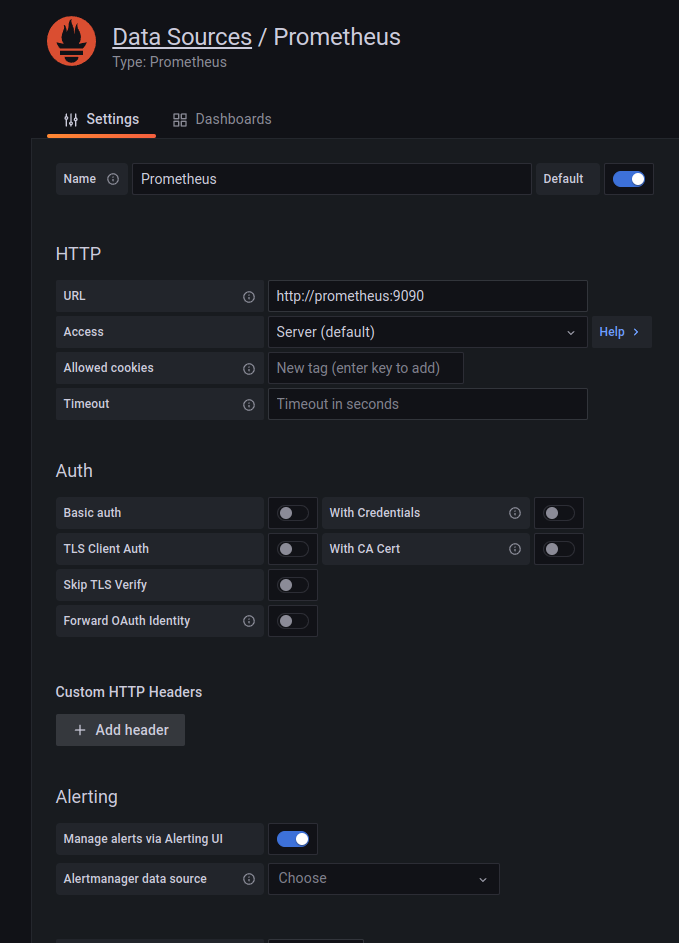 Data Sources / Prometheus
Type: Prometheus
Settings Dashboards
Name Prometheus Default
HTTP
URL http://prometheus:9090
Access Server (default) Help
Allowed cookies New tag (enter key to add)
Timeout Timeout in seconds
Auth
Basic auth With Credentials
TLS Client Auth With CA Cert
Skip TLS Verify
Forward OAuth Identity
Custom HTTP Headers
+ Add header
Alerting
Manage alerts via Alerting UI
Alertmanager data source Choose